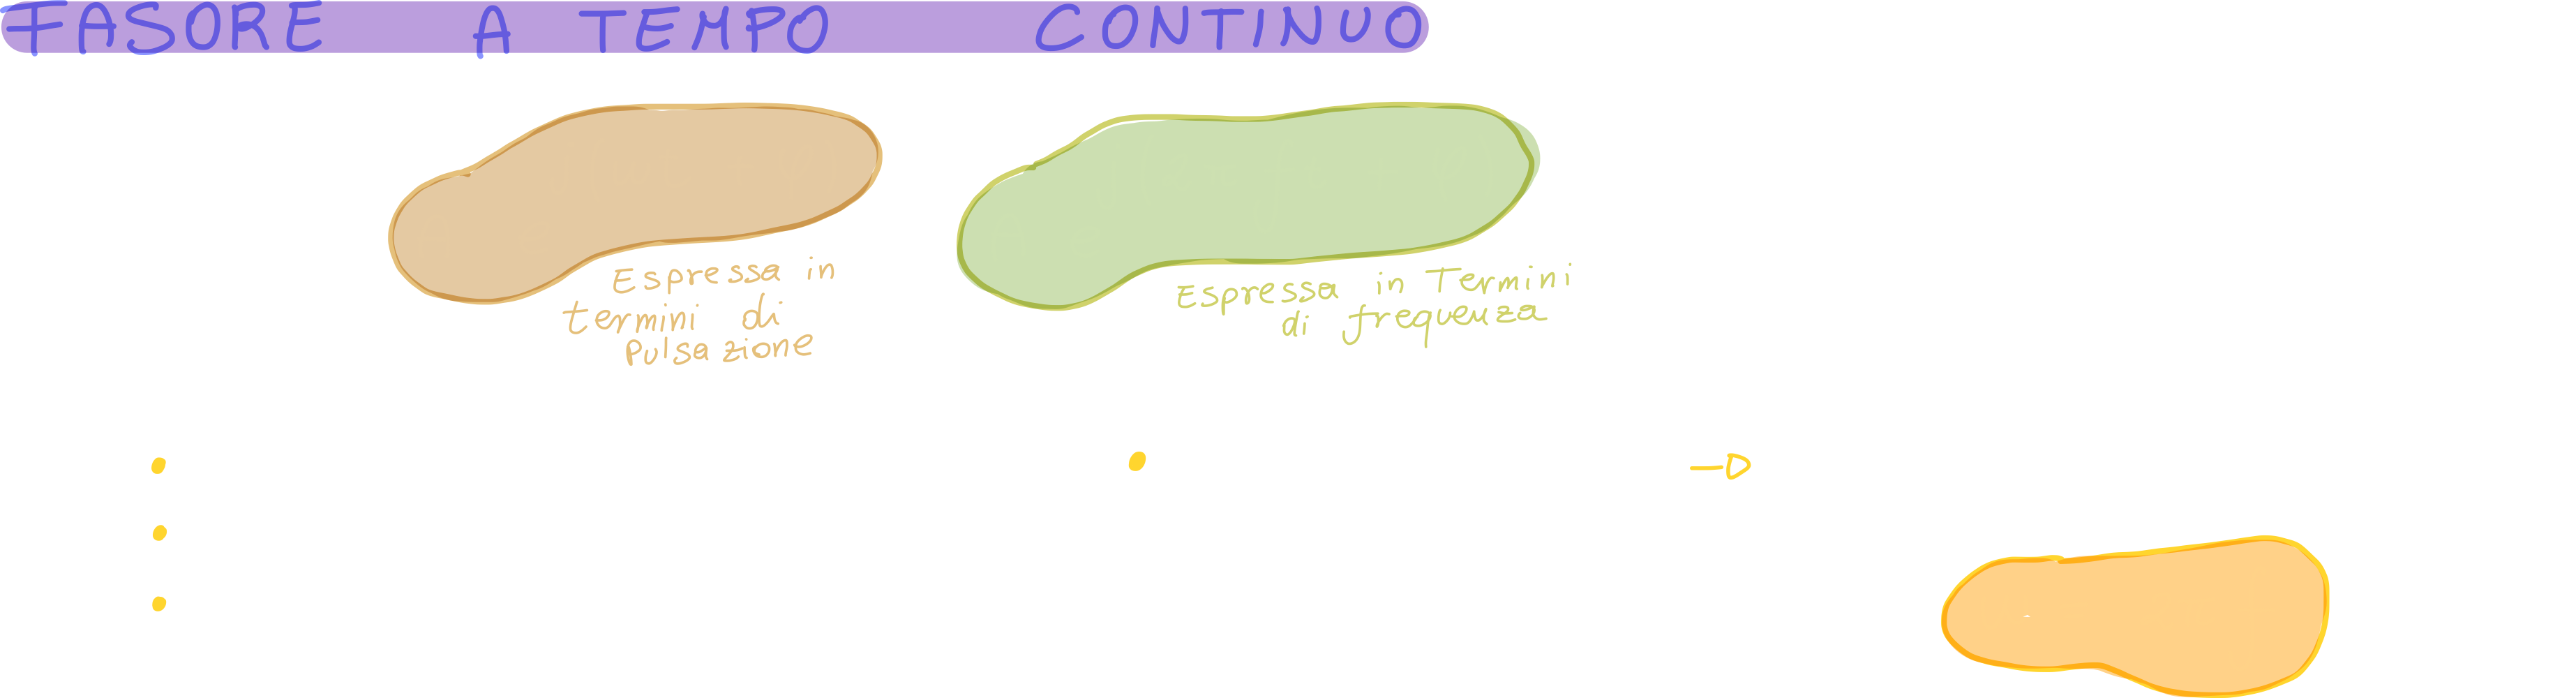 FASORE A TEMPO CONTINUO
Espressa in
termini di
Pulsazione
Espressa in Termini
di frequenza